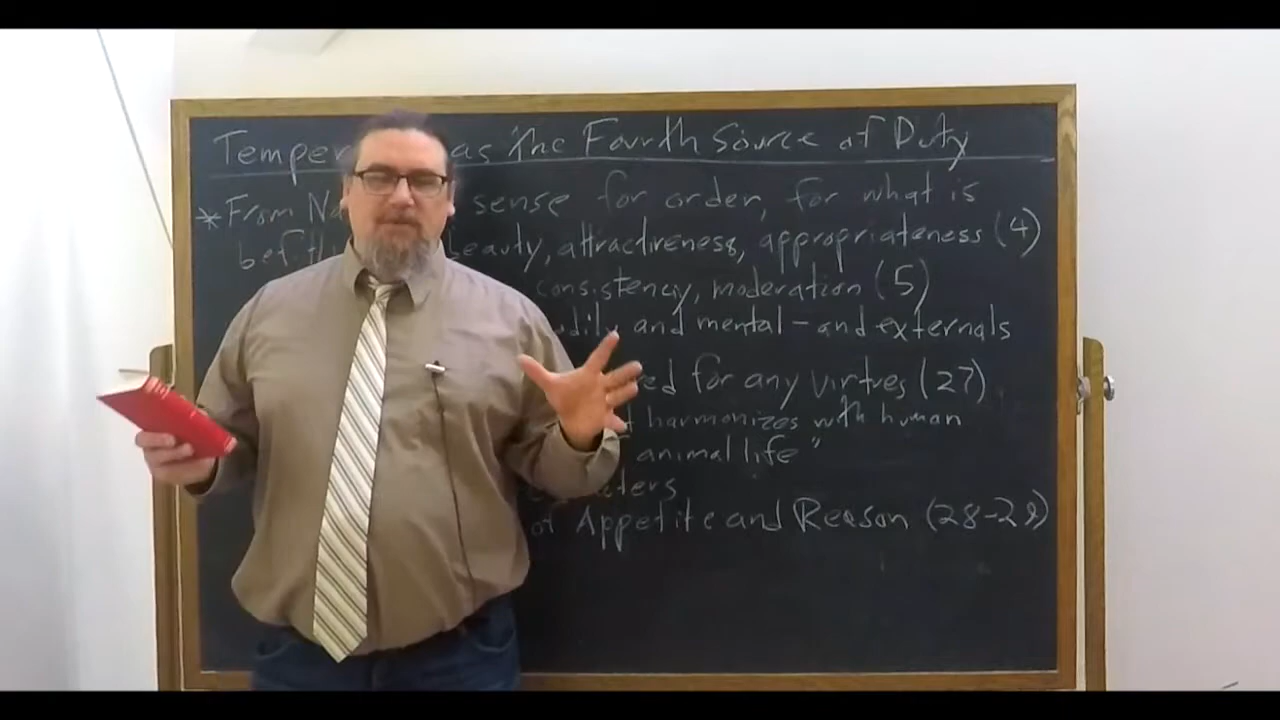 Temper as the Fourth Source of Duty
* From Na sense for order, for what is
befitti beauty, attractiveness, appropriateness (4)
consistency, moderation (5)
odily and mental - and externals
ed for any virtues (27)
harmonizes with human
animal life"
of Appetite and Reason (28-29)